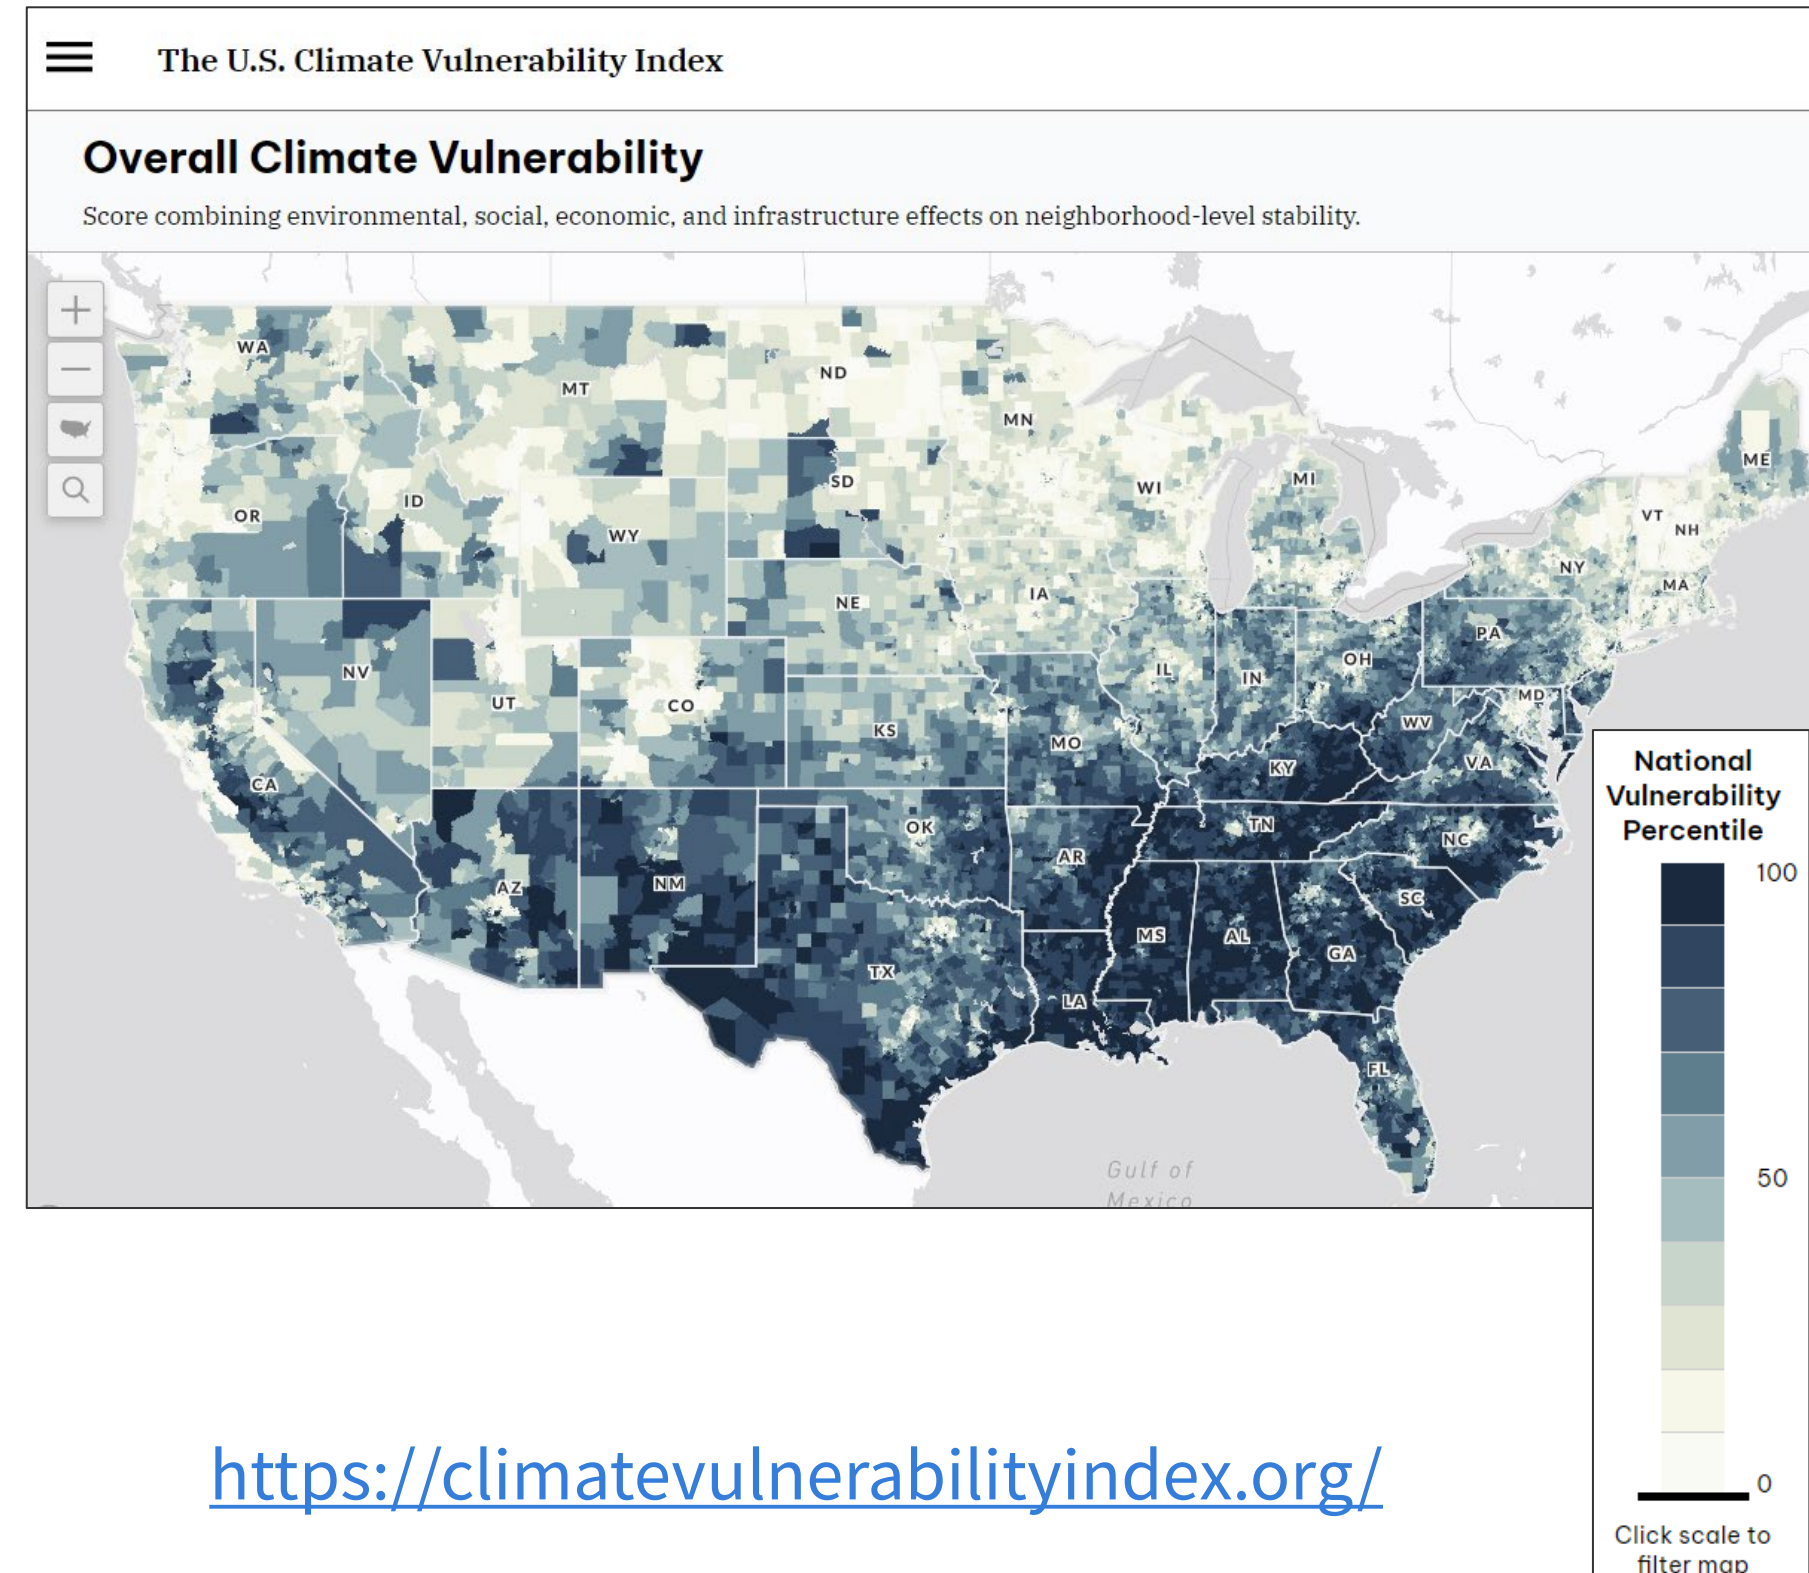 The U.S. Climate Vulnerability Index
Overall Climate Vulnerability
Score combining environmental, social, economic, and infrastructure effects on neighborhood-level stability.
WA
MT
ND
MN
OR
ID
WY
SD
WI
MI
ME
VT
NH
NY
MA
NV
UT
CO
NE
IA
KS
MO
IL
IN
OH
PA
MD
WV
VA
KY
CA
AZ
NM
OK
AR
TN
NC
SC
TX
LA
MS
AL
GA
FL
Gulf of
Mexico
National
Vulnerability
Percentile
100
50
0
Click scale to
filter map
https://climatevulnerabilityindex.org/